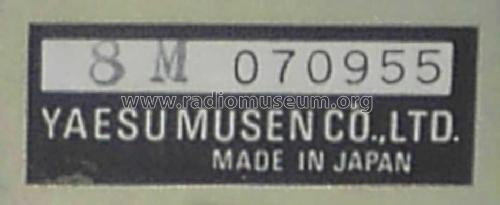 8 M 070955
www.radiomuseum.org
YAESU MUSEN CO.,LTD.
MADE IN JAPAN